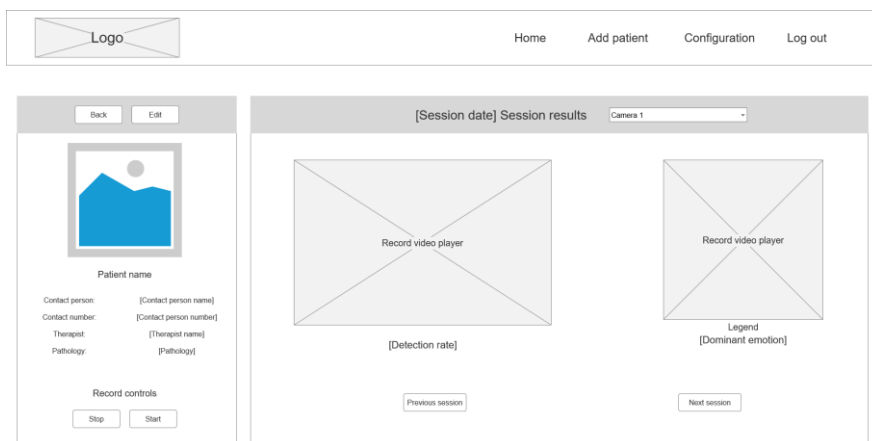 Logo
Home Add patient Configuration Log out
Back Edit
Patient name
Contact person: [Contact person name]
Contact number: [Contact person number]
Therapist: [Therapist name]
Pathology: [Pathology]
Record controls
Stop Start
[Session date] Session results Camera 1
Record video player
[Detection rate]
Record video player
Legend
[Dominant emotion]
Previous session Next session